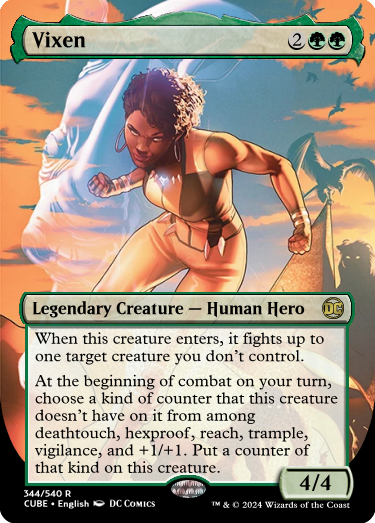 Vixen 2
Legendary Creature — Human Hero DC
When this creature enters, it fights up to
one target creature you don't control.
At the beginning of combat on your turn,
choose a kind of counter that this creature
doesn't have on it from among
deathtouch, hexproof, reach, trample,
vigilance, and +1/+1. Put a counter of
that kind on this creature.
4/4
344/540 R
CUBE • English DC COMICS ™ & © 2024 Wizards of the Coast